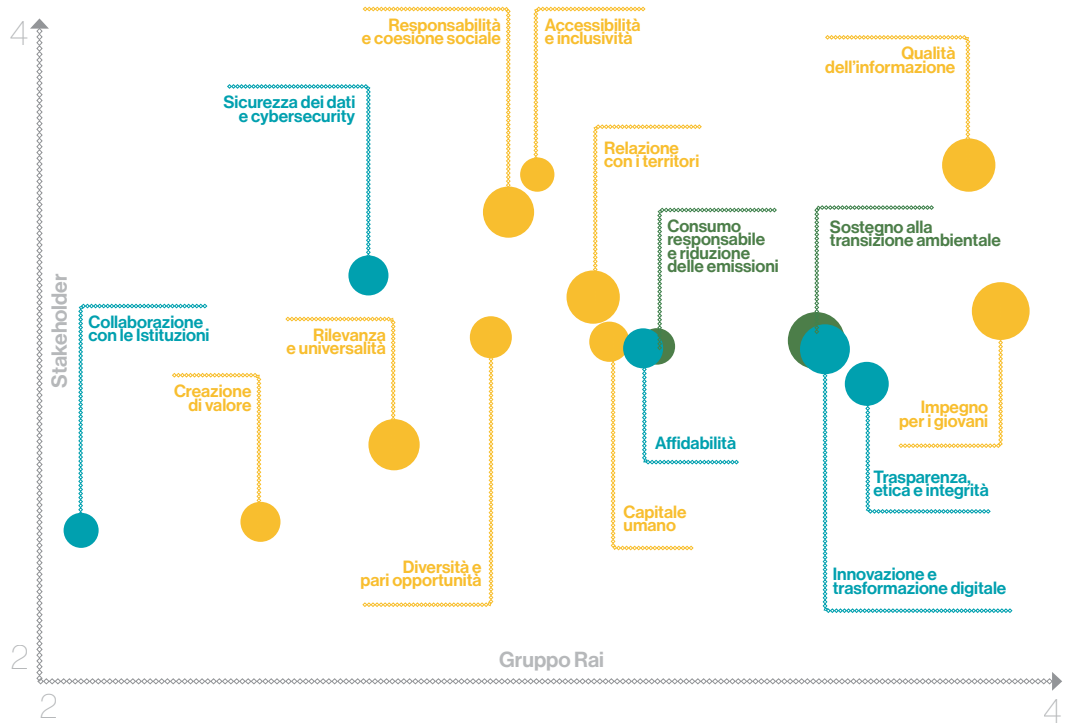 4
Responsabilità
e coesione sociale
Accessibilità
e inclusività
Qualità
dell'informazione
Sicurezza dei dati
e cybersecurity
Relazione
con i territori
Consumo
responsabile
e riduzione
delle emissioni
Sostegno alla
transizione ambientale
Stakeholder
Collaborazione
con le Istituzioni
Rilevanza
e universalità
Creazione
di valore
Impegno
per i giovani
Affidabilità
Trasparenza,
etica e integrità
Capitale
umano
Diversità e
pari opportunità
Innovazione e
trasformazione digitale
2
Gruppo Rai
2
4